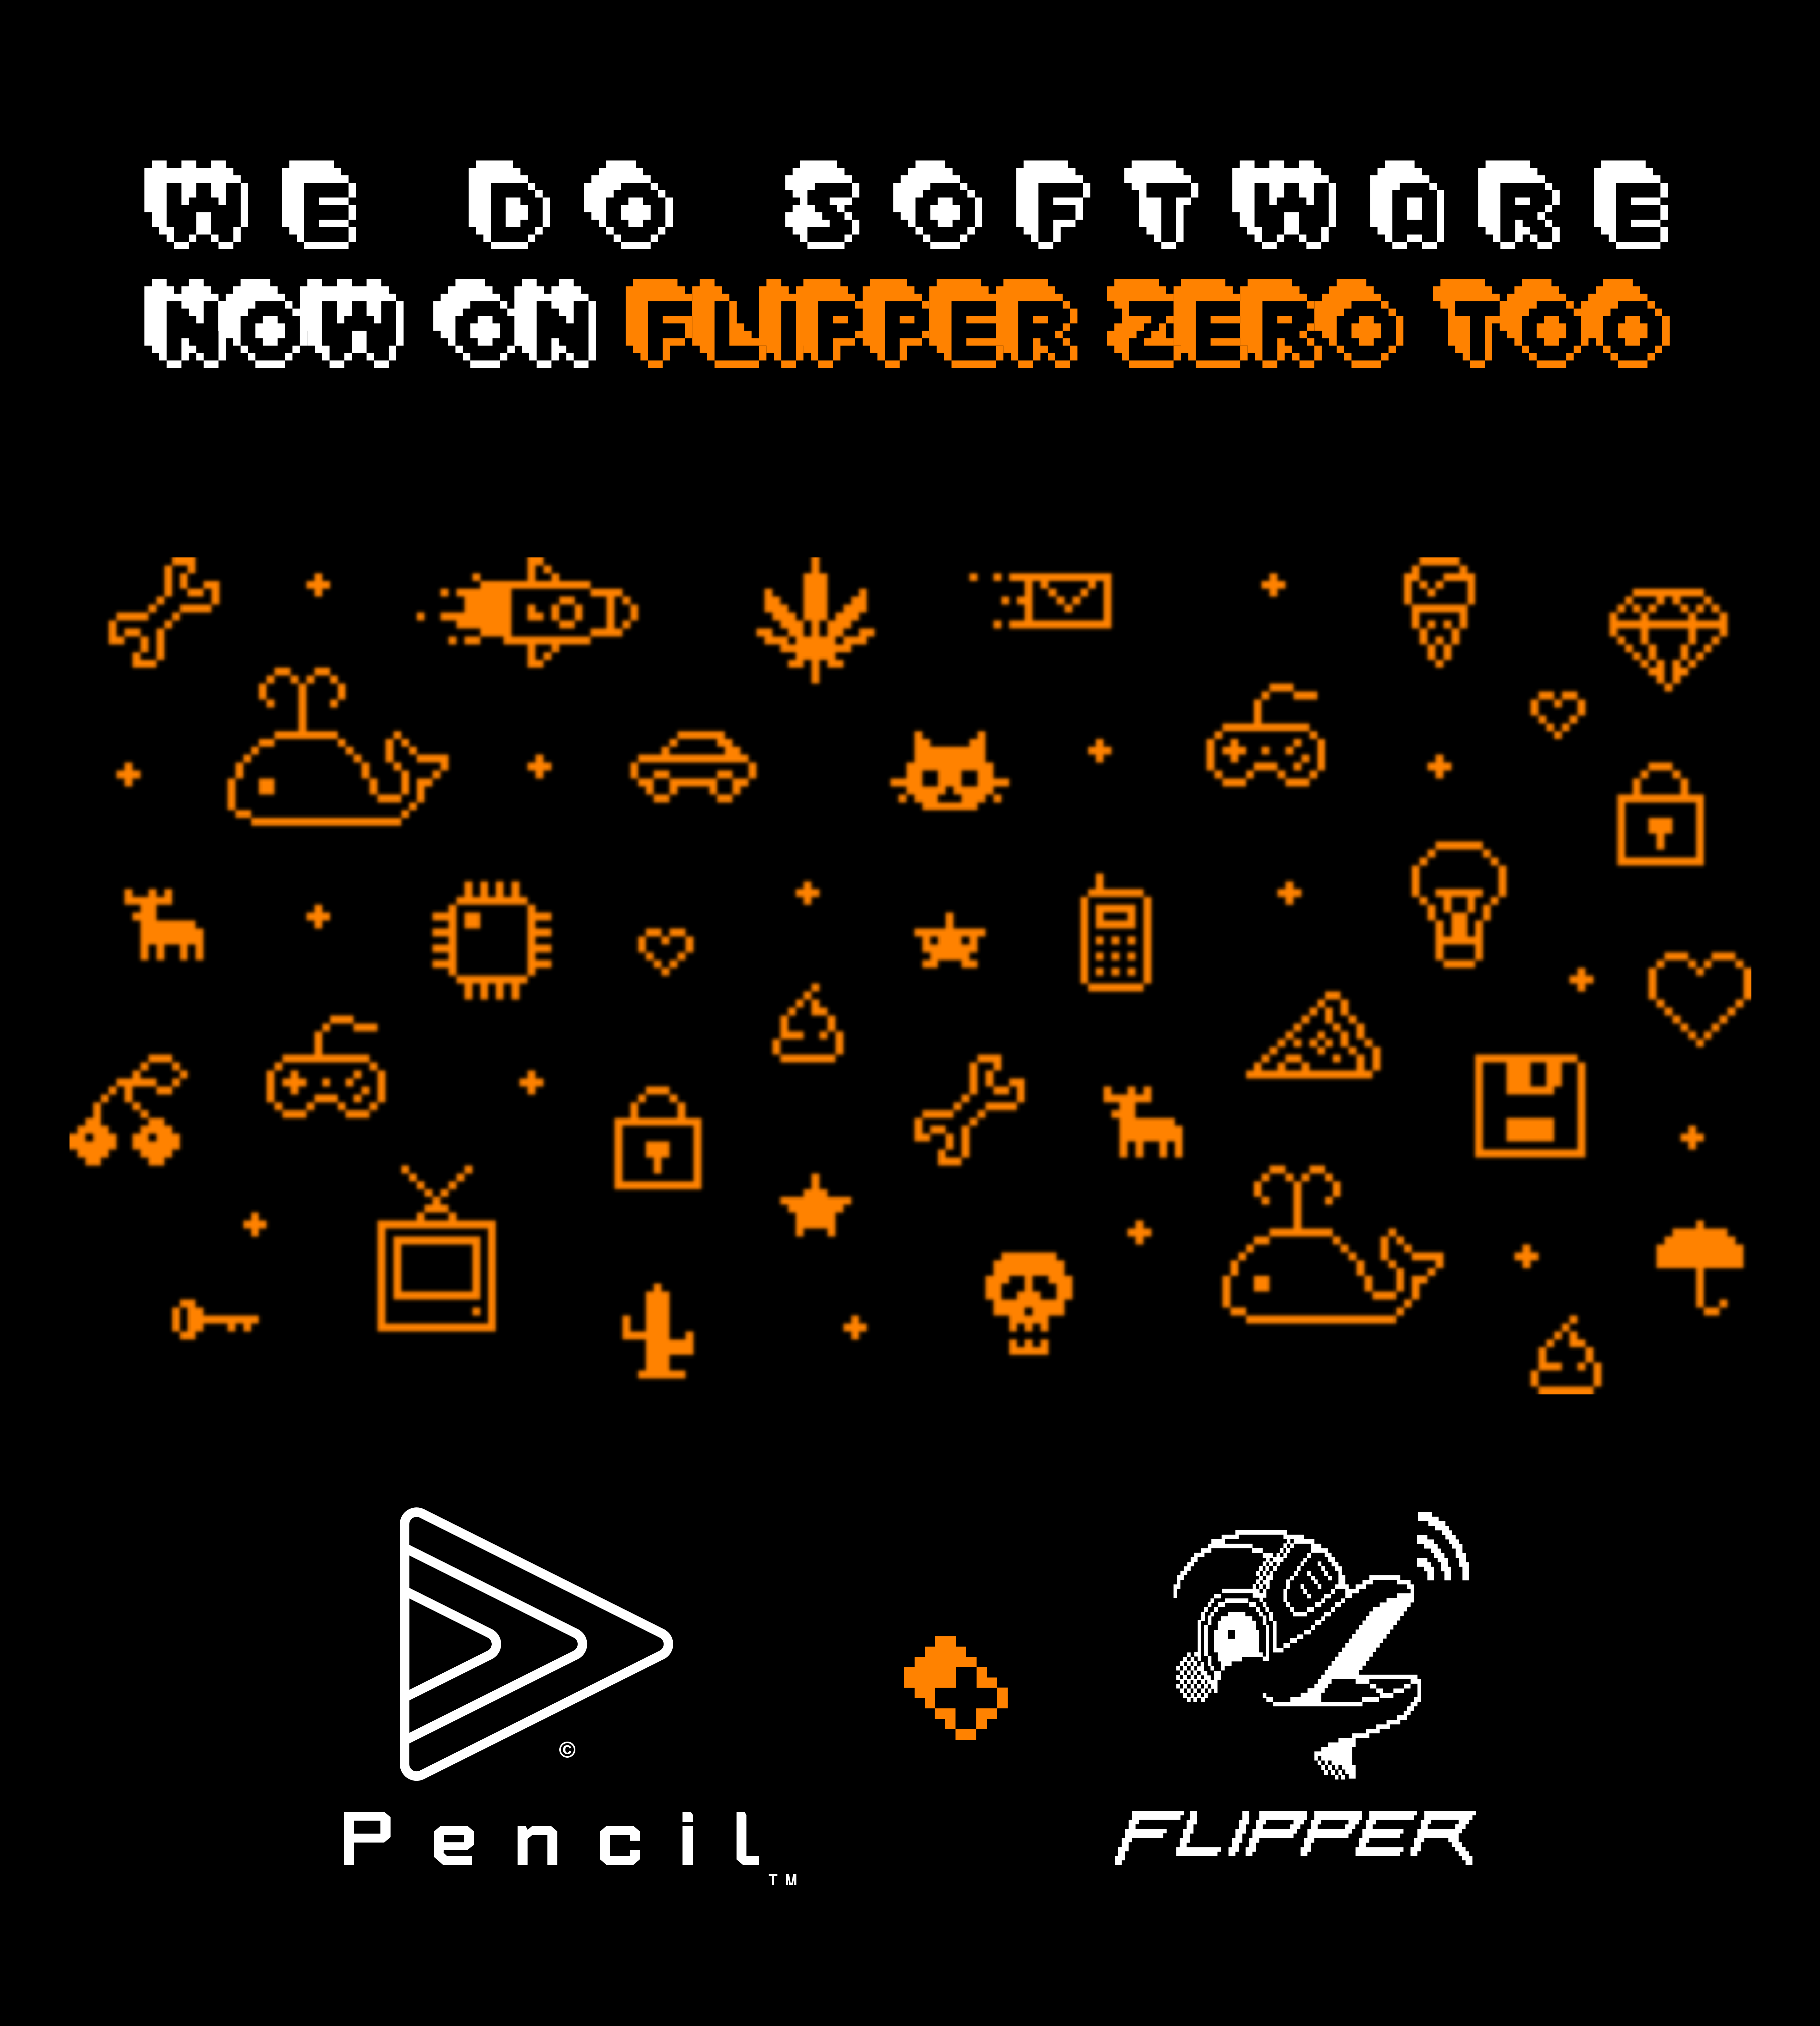 WE DO SOFTWARE
NOW ON FLIPPER ZERO TOO
©
Pencil
TM
FLIPPER